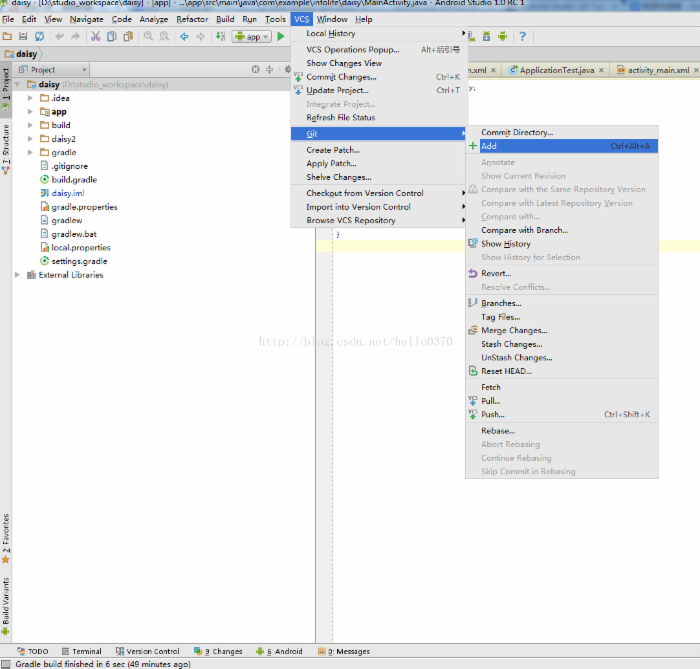 daisy - [D:\studio_workspace\daisy] - [app] - ...\app\src\main\java\com\example\infolife\daisy\MainActivity.java - Android Studio 1.0 RC 1
File Edit View Navigate Code Analyze Refactor Build Run Tools VCS Window Help
app
daisy
Project
n.xml × ApplicationTest.java × activity_main.xml ×
Local History
VCS Operations Popup... Alt+后引号
Show Changes View
Commit Changes... Ctrl+K
Update Project... Ctrl+T
Integrate Project...
Refresh File Status
Git
Create Patch...
Apply Patch...
Shelve Changes...
Checkout from Version Control
Import into Version Control
Browse VCS Repository
Commit Directory...
Add Ctrl+Alt+A
Annotate
Show Current Revision
Compare with the Same Repository Version
Compare with Latest Repository Version
Compare with...
Compare with Branch...
Show History
Show History for Selection
Revert...
Resolve Conflicts...
Branches...
Tag Files...
Merge Changes...
Stash Changes...
UnStash Changes...
Reset HEAD...
Fetch
Pull...
Push... Ctrl+Shift+K
Rebase...
Abort Rebasing
Continue Rebasing
Skip Commit in Rebasing
daisy (D:\studio_workspace\daisy)
.idea
app
build
daisy2
gradle
.gitignore
build.gradle
daisy.iml
gradle.properties
gradlew
gradlew.bat
local.properties
settings.gradle
External Libraries
}
http://blog.csdn.net/hello0370
1: Project
7: Structure
2: Favorites
Build Variants
TODO Terminal Version Control 9: Changes 6: Android 0: Messages
Gradle build finished in 6 sec (49 minutes ago)